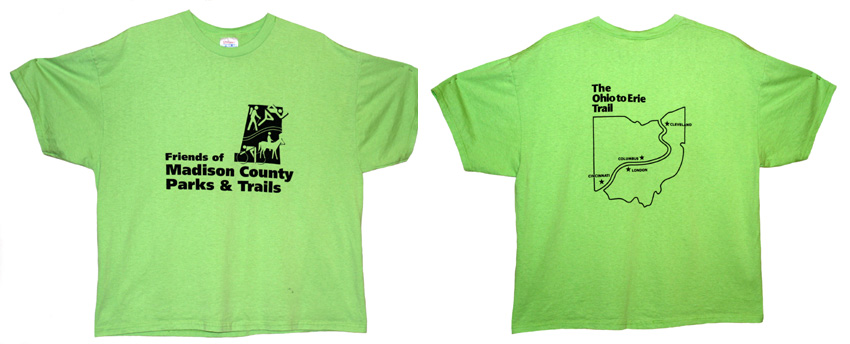 Friends of
Madison County
Parks & Trails
The
Ohio to Erie
Trail
CLEVELAND
COLUMBUS
LONDON
CINCINNATI